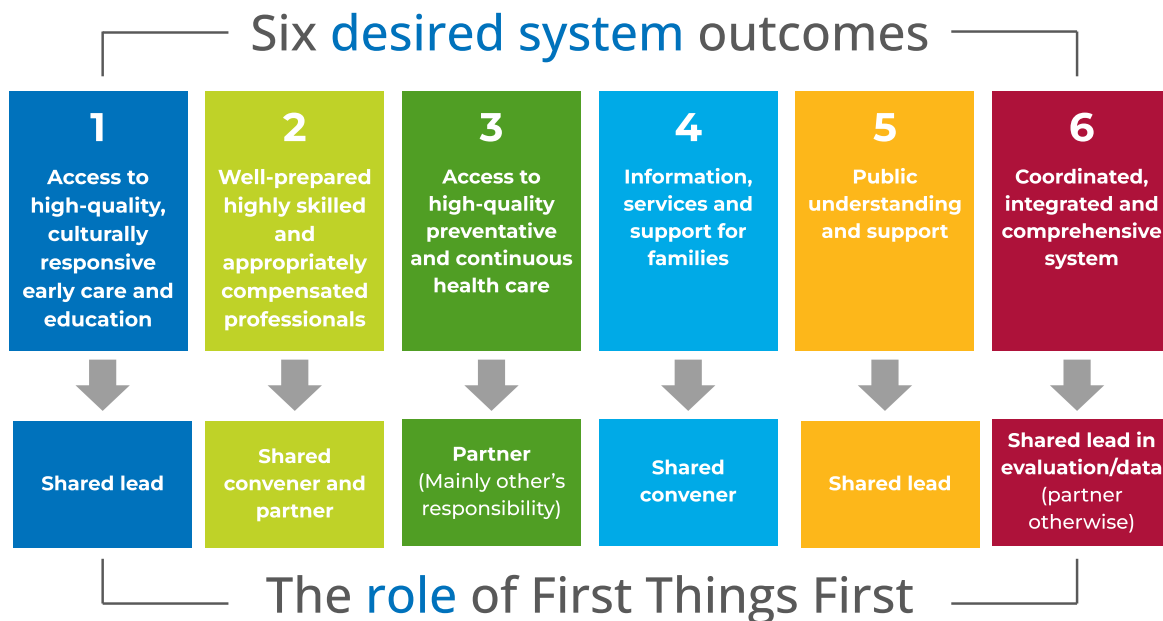 Six desired system outcomes
1
Access to
high-quality,
culturally
responsive
early care and
education
2
Well-prepared
highly skilled
and
appropriately
compensated
professionals
3
Access to
high-quality
preventative
and continuous
health care
4
Information,
services and
support for
families
5
Public
understanding
and support
6
Coordinated,
integrated and
comprehensive
system
Shared lead
Shared
convener and
partner
Partner
(Mainly other’s
responsibility)
Shared
convener
Shared lead
Shared lead in
evaluation/data
(partner
otherwise)
The role of First Things First